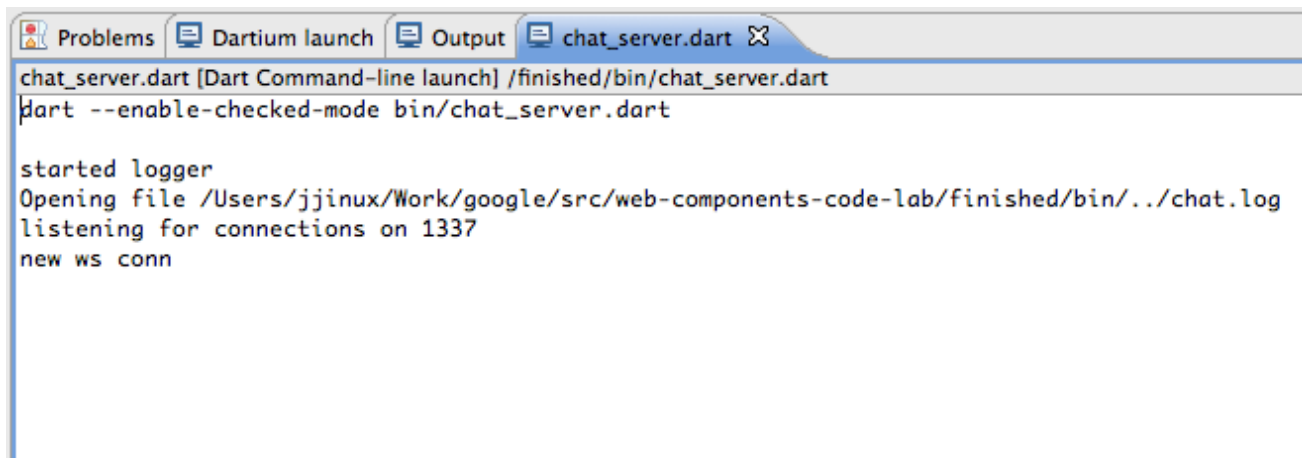 Problems Dartium launch Output chat_server.dart
chat_server.dart [Dart Command-line launch] /finished/bin/chat_server.dart
dart --enable-checked-mode bin/chat_server.dart
started logger
Opening file /Users/jjinux/Work/google/src/web-components-code-lab/finished/bin/../chat.log
listening for connections on 1337
new ws conn